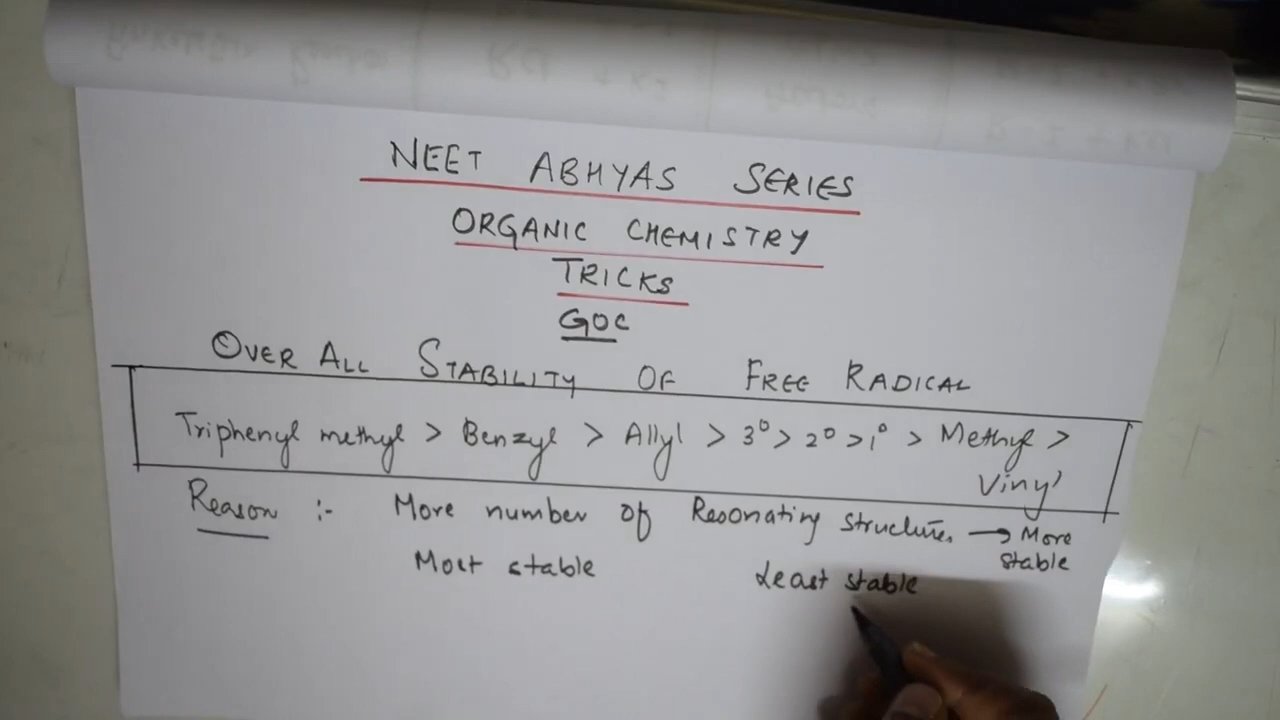 NEET ABHYAS SERIES
ORGANIC CHEMISTRY
TRICKS
GOC
OVER ALL STABILITY OF FREE RADICAL
Triphenyl methyl > Benzyl > Allyl > 3° > 2° > 1° > Methyl >
Vinyl
Reason :- More number of Resonating structure. → More
stable
Most stable Least stable